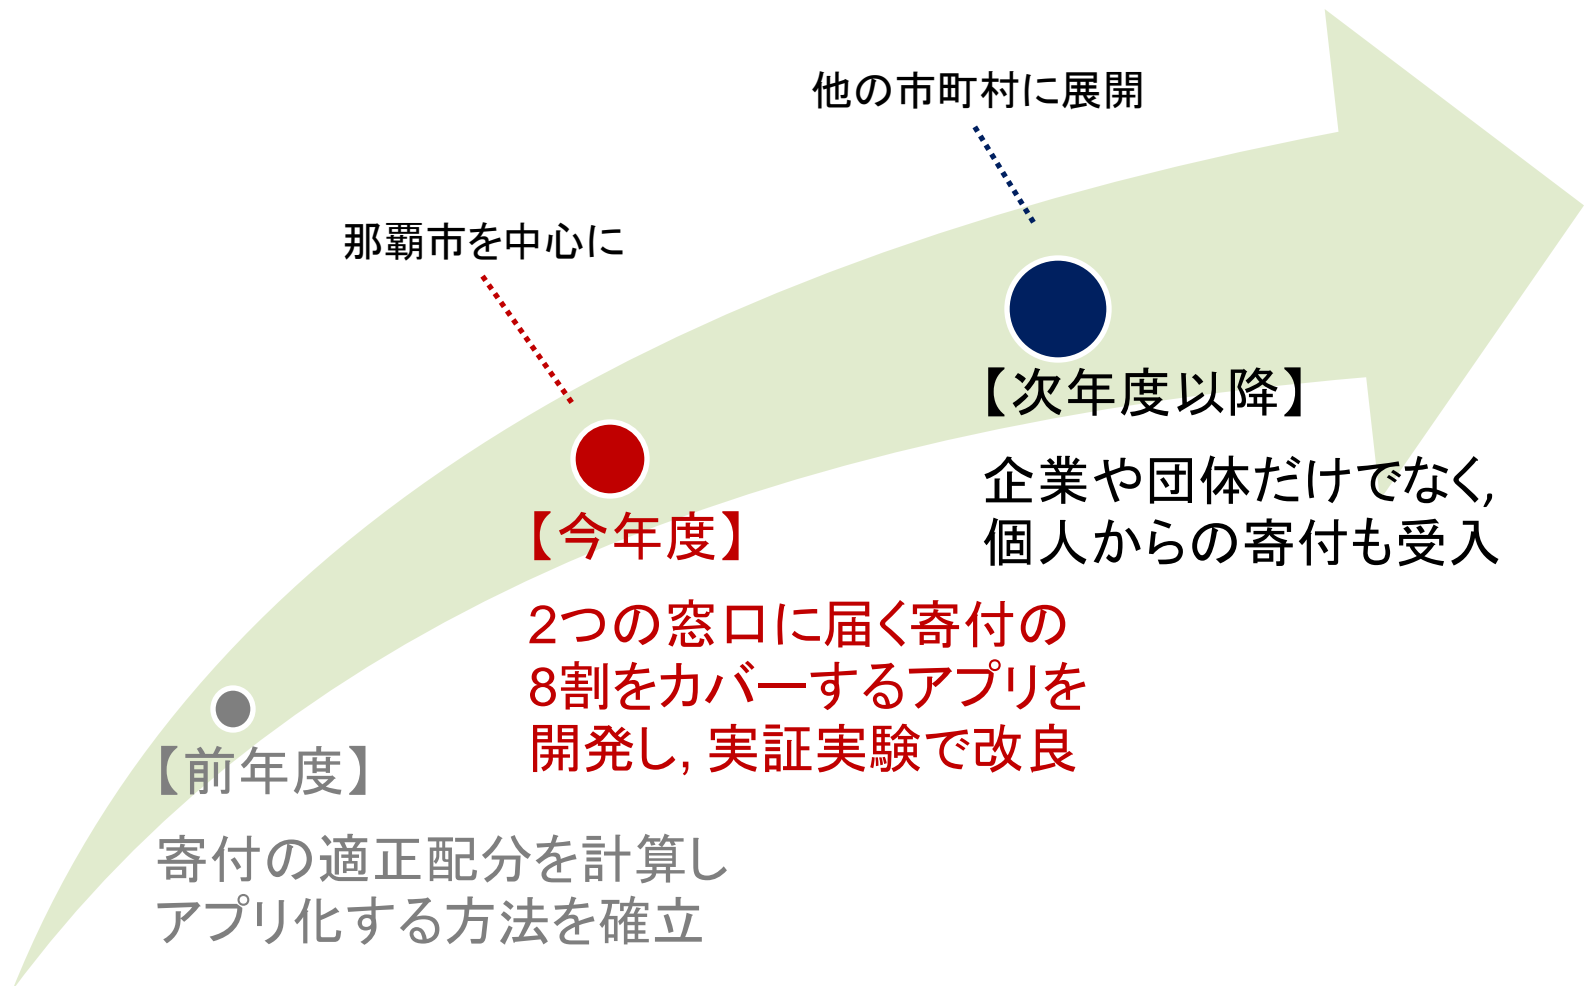 他の市町村に展開
那覇市を中心に
【次年度以降】
企業や団体だけでなく,
個人からの寄付も受入
【今年度】
2つの窓口に届く寄付の
8割をカバーするアプリを
開発し, 実証実験で改良
【前年度】
寄付の適正配分を計算し
アプリ化する方法を確立